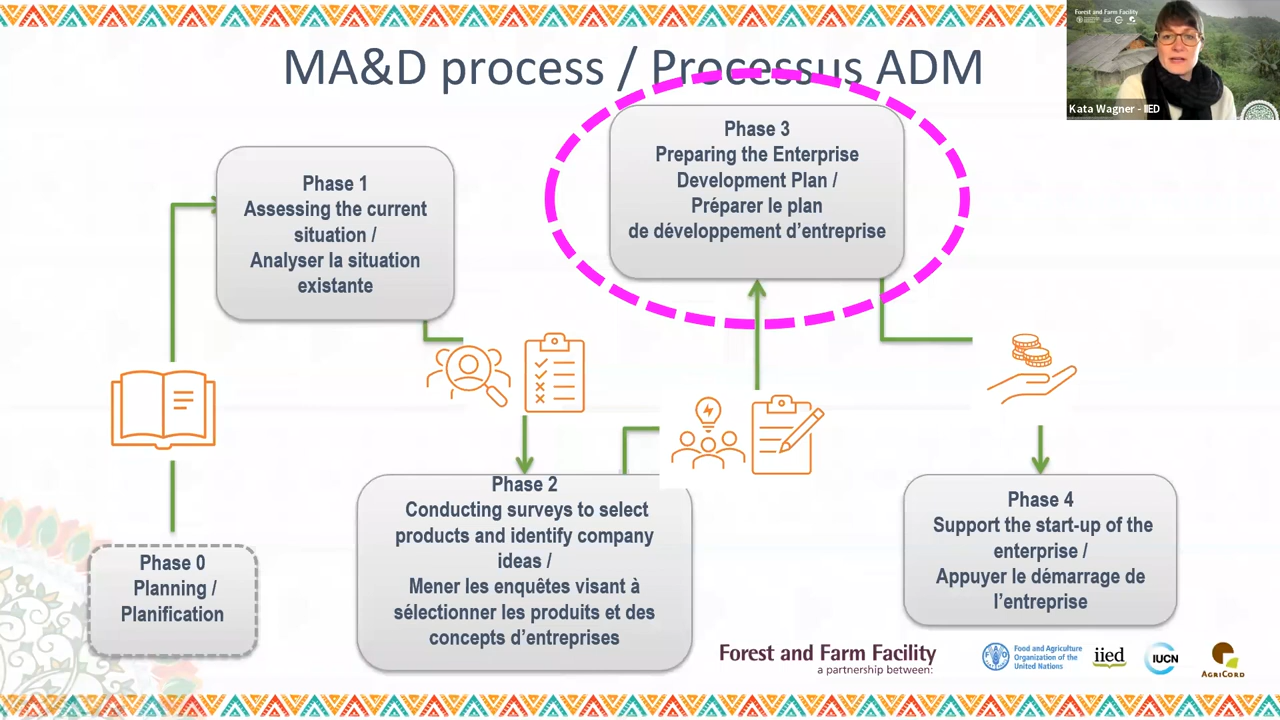 MA&D process / Processus ADM
Forest and Farm Facility
Kata Wagner - IIED
Phase 3
Preparing the Enterprise
Development Plan /
Préparer le plan
de développement d'entreprise
Phase 1
Assessing the current
situation /
Analyser la situation
existante
Phase 0
Planning /
Planification
Phase 2
Conducting surveys to select
products and identify company
ideas /
Mener les enquêtes visant à
sélectionner les produits et des
concepts d'entreprises
Phase 4
Support the start-up of the
enterprise /
Appuyer le démarrage de
l'entreprise
Forest and Farm Facility
a partnership between:
Food and Agriculture
Organization of the
United Nations
iied
IUCN
AGRICORD